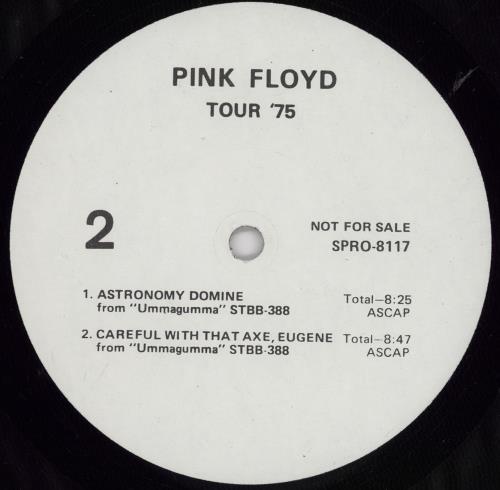 PINK FLOYD
TOUR '75
2
NOT FOR SALE
SPRO-8117
1. ASTRONOMY DOMINE Total-8:25
from "Ummagumma" STBB-388 ASCAP
2. CAREFUL WITH THAT AXE, EUGENE Total-8:47
from "Ummagumma" STBB-388 ASCAP